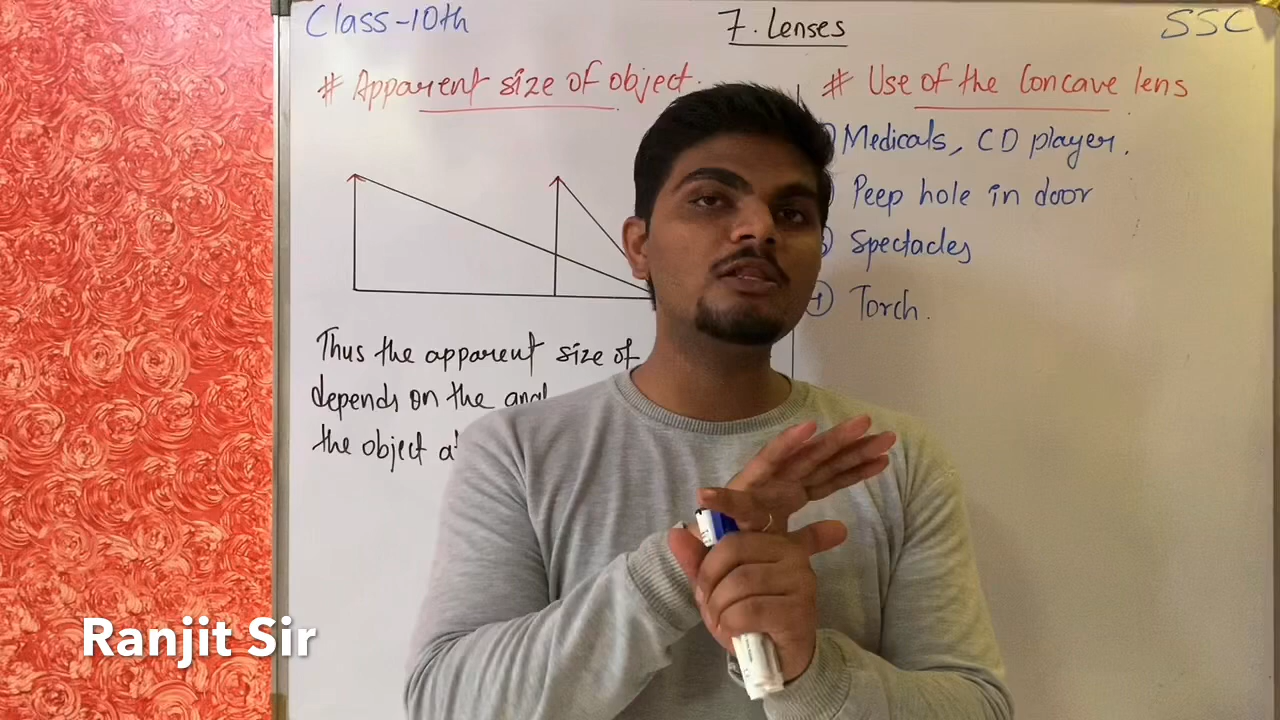 Class-10th
7. Lenses
SSC
# Apparent size of object.
Thus the apparent size of
depends on the
the object
# Use of the Concave lens
Medicals, CD player.
Peep hole in door
Spectacles
4 Torch.
Ranjit Sir